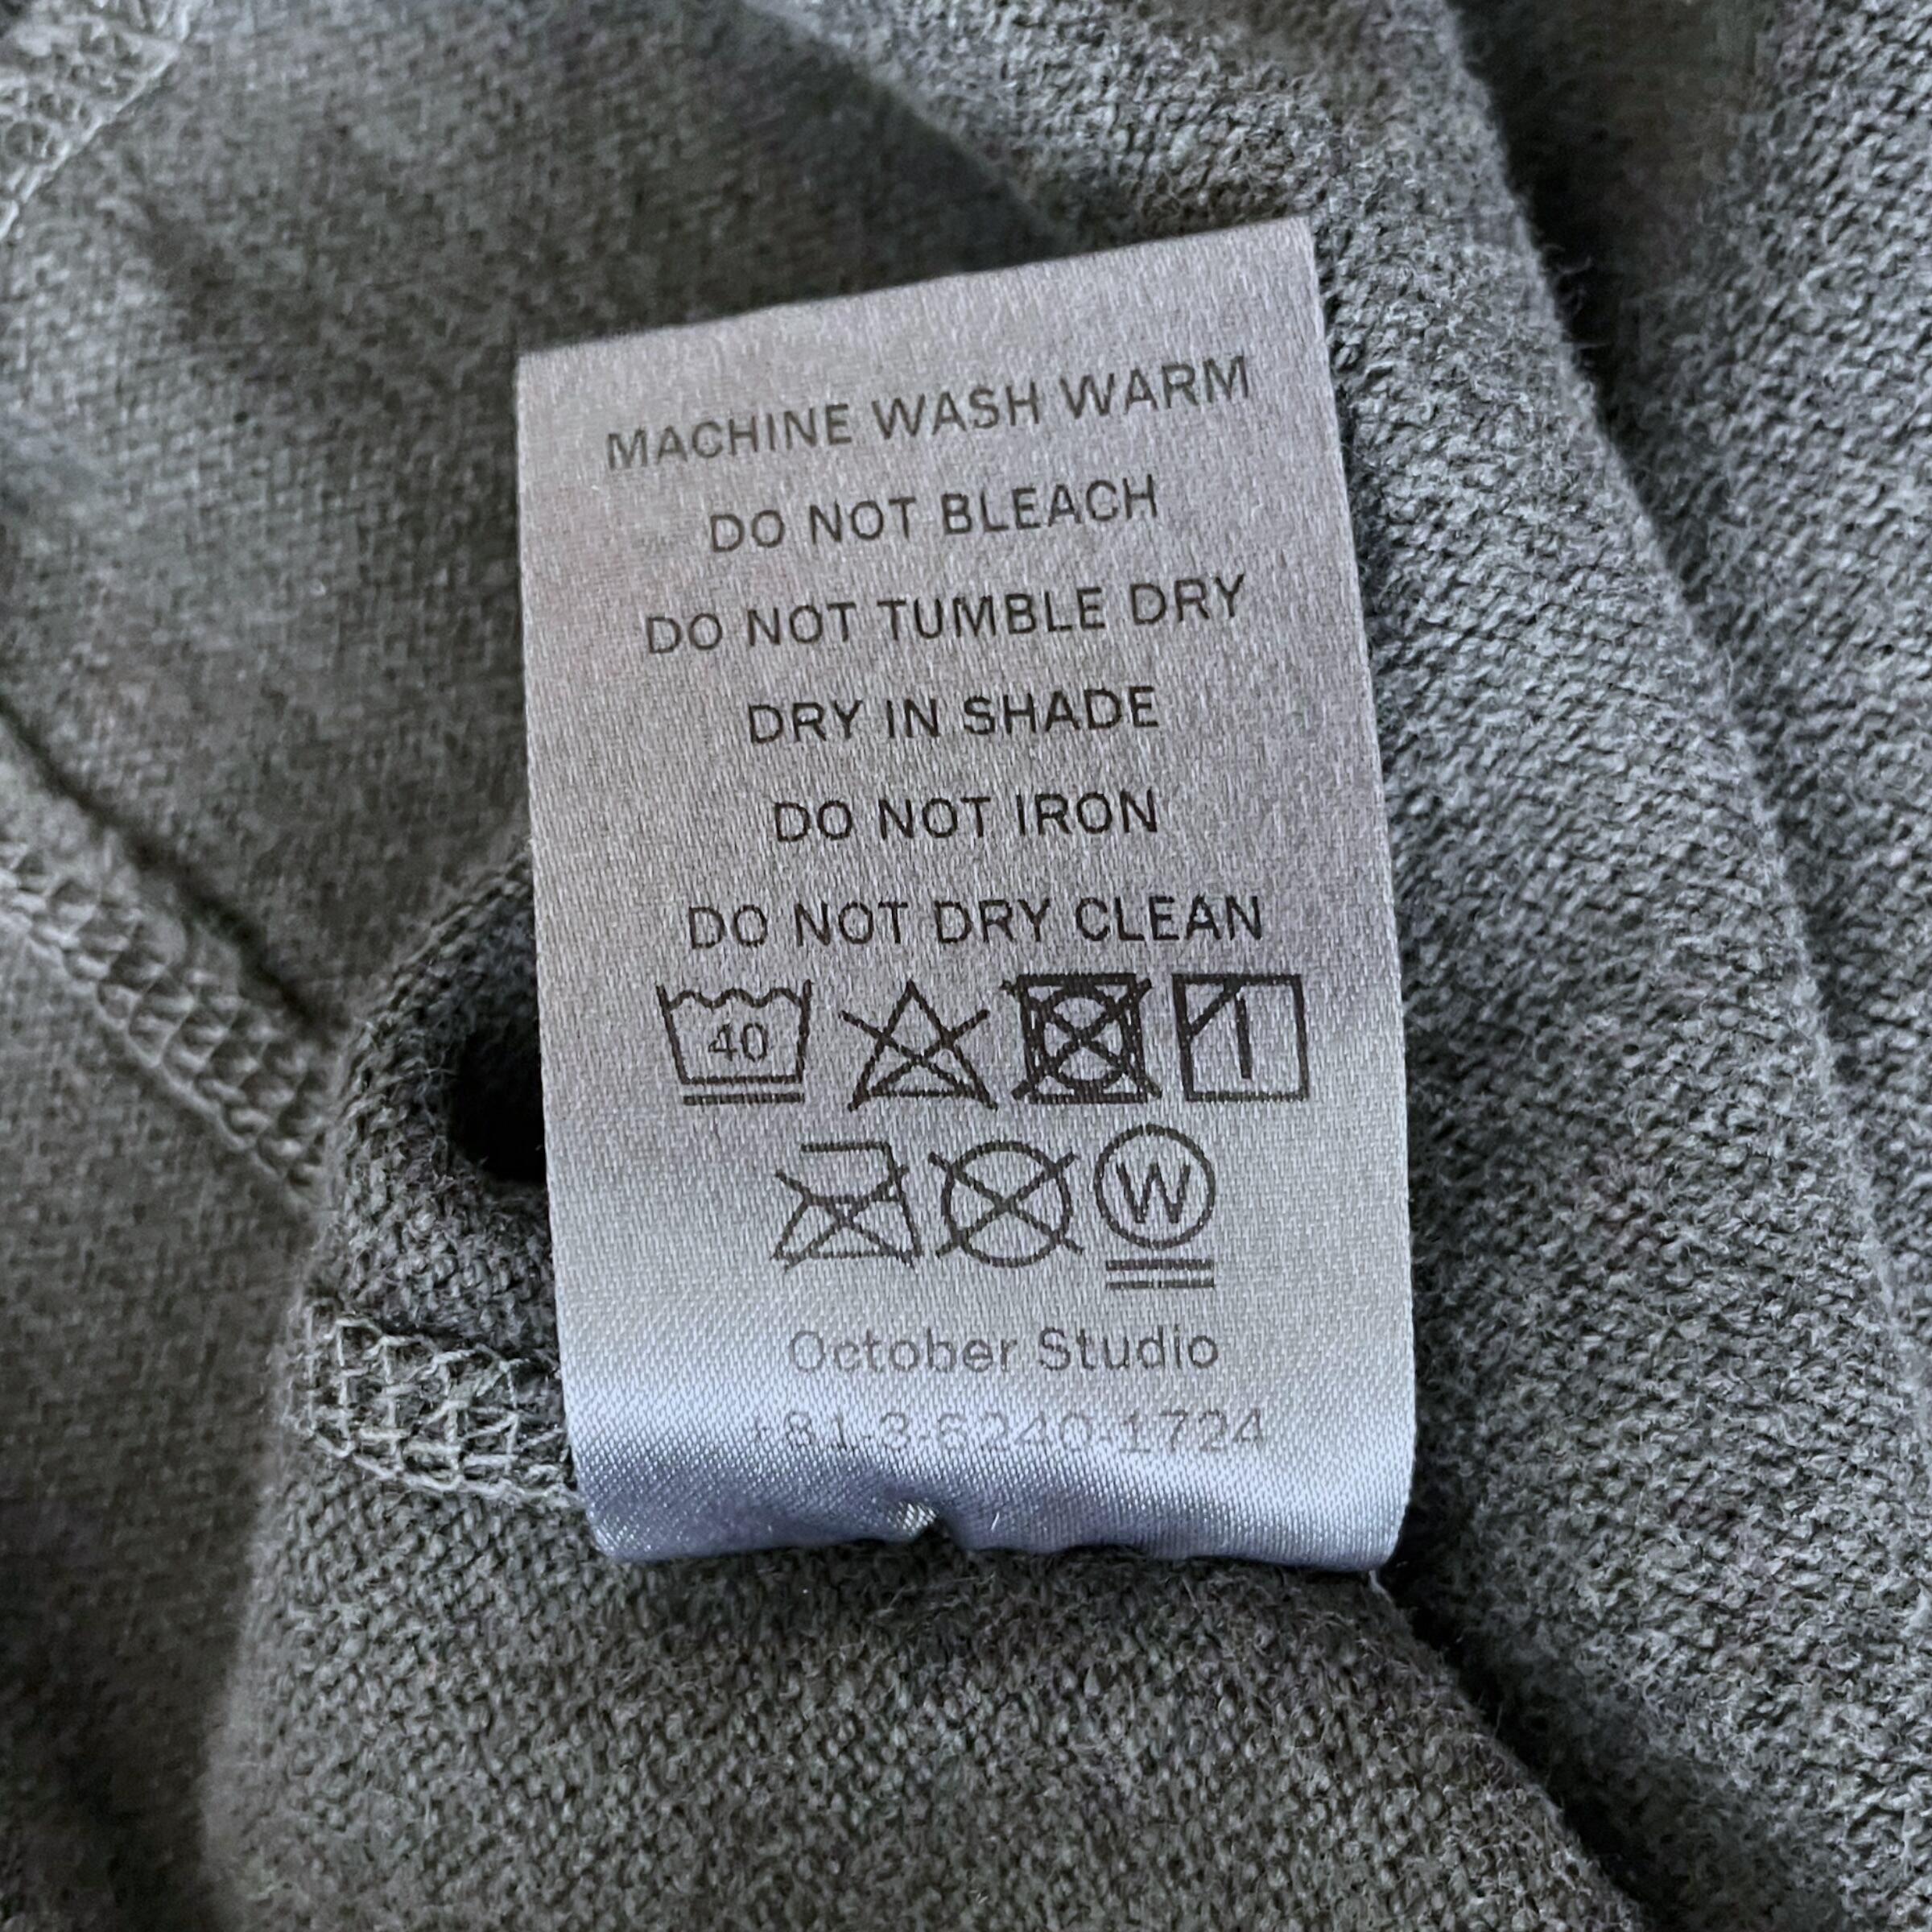 MACHINE WASH WARM
DO NOT BLEACH
DO NOT TUMBLE DRY
DRY IN SHADE
DO NOT IRON
DO NOT DRY CLEAN
40
W
October Studio
+81-3-6240-1724